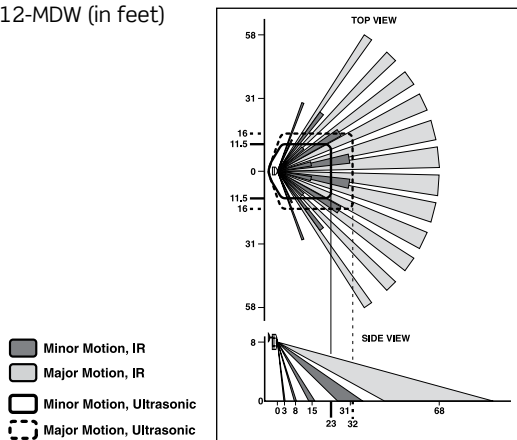 12-MDW (in feet)
TOP VIEW
58
31
16
11.5
0
11.5
16
31
58
SIDE VIEW
8
0
0 3 8 15 31 68
23 32
Minor Motion, IR
Major Motion, IR
Minor Motion, Ultrasonic
Major Motion, Ultrasonic